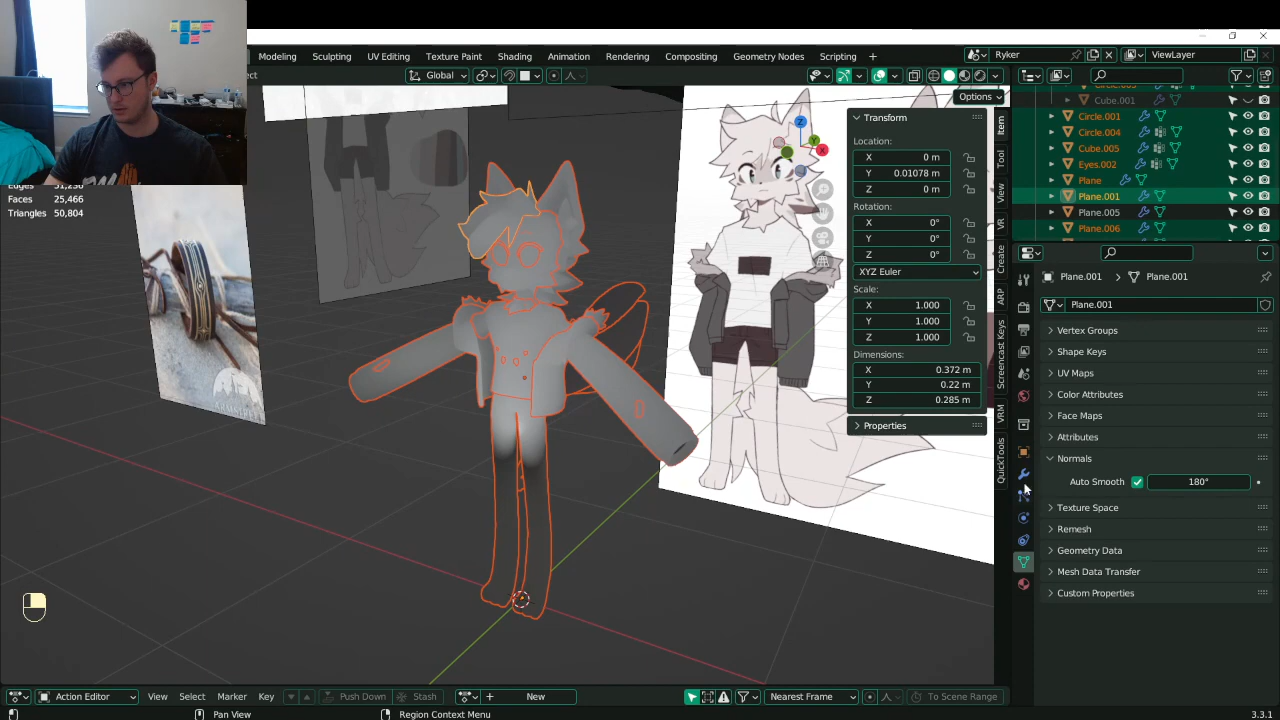 Modeling Sculpting UV Editing Texture Paint Shading Animation Rendering Compositing Geometry Nodes Scripting + Ryker ViewLayer
ect Global Options
Faces 25,466
Triangles 50,804
Transform
Location:
X 0 m
Y 0.01078 m
Z 0 m
Rotation:
X 0°
Y 0°
Z 0°
XYZ Euler
Scale:
X 1.000
Y 1.000
Z 1.000
Dimensions:
X 0.372 m
Y 0.22 m
Z 0.285 m
Properties
Item
Tool
View
VR
Create
ARP
Screencast Keys
VRM
QuickTools
Z
Y
X
Cube.001
Circle.001
Circle.004
Cube.005
Eyes.002
Plane
Plane.001
Plane.005
Plane.006
Plane.001 > Plane.001
Plane.001
Vertex Groups
Shape Keys
UV Maps
Color Attributes
Face Maps
Attributes
Normals
Auto Smooth 180°
Texture Space
Remesh
Geometry Data
Mesh Data Transfer
Custom Properties
Action Editor View Select Marker Key Push Down Stash + New Nearest Frame To Scene Range
Pan View Region Context Menu 3.3.1